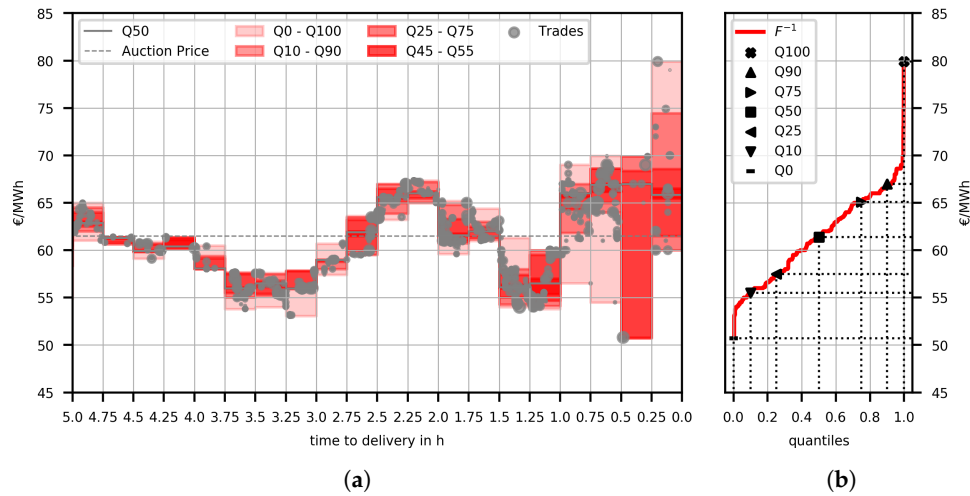 85
80
75
70
65
60
55
50
45
€/MWh
Q50
Auction Price
Q0 - Q100
Q10 - Q90
Q25 - Q75
Q45 - Q55
Trades
5.0 4.75 4.5 4.25 4.0 3.75 3.5 3.25 3.0 2.75 2.5 2.25 2.0 1.75 1.5 1.25 1.0 0.75 0.5 0.25 0.0
time to delivery in h
(a)
F⁻¹
Q100
Q90
Q75
Q50
Q25
Q10
Q0
85
80
75
70
65
60
55
50
45
€/MWh
0.0 0.2 0.4 0.6 0.8 1.0
quantiles
(b)